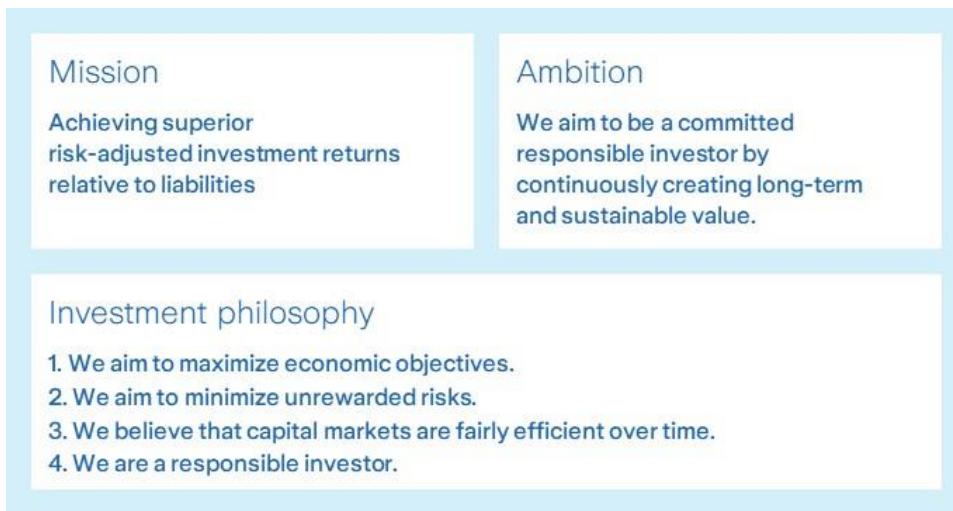 Mission
Achieving superior
risk-adjusted investment returns
relative to liabilities
Ambition
We aim to be a committed
responsible investor by
continuously creating long-term
and sustainable value.
Investment philosophy
1. We aim to maximize economic objectives.
2. We aim to minimize unrewarded risks.
3. We believe that capital markets are fairly efficient over time.
4. We are a responsible investor.